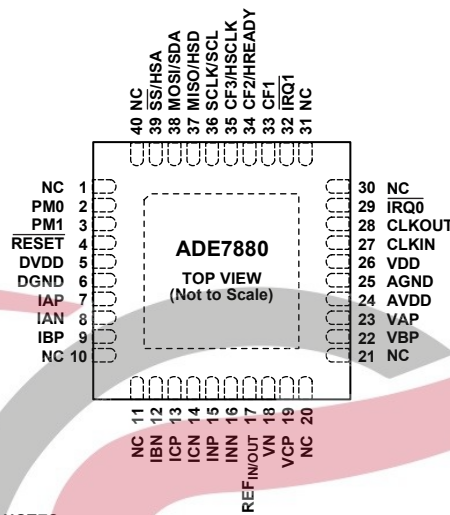 40 NC
39 SS/HSA
38 MOSI/SDA
37 MISO/HSD
36 SCLK/SCL
35 CF3/HSCLK
34 CF2/HREADY
33 CF1
32 IRQ1
31 NC
NC 1
PM0 2
PM1 3
RESET 4
DVDD 5
DGND 6
IAP 7
IAN 8
IBP 9
NC 10
ADE7880
TOP VIEW
(Not to Scale)
30 NC
29 IRQ0
28 CLKOUT
27 CLKIN
26 VDD
25 AGND
24 AVDD
23 VAP
22 VBP
21 NC
NC 11
IBN 12
ICP 13
ICN 14
INP 15
INN 16
REFIN/OUT 17
VN 18
VCP 19
NC 20